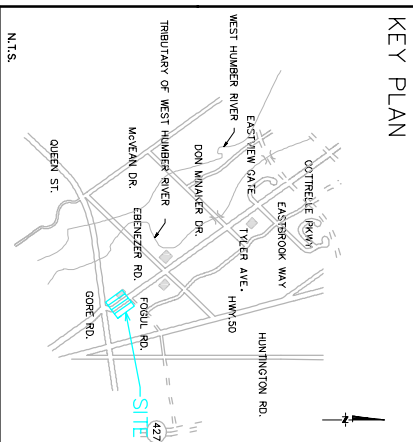 KEY PLAN
WEST HUMBER RIVER
TRIBUTARY OF WEST HUMBER RIVER
N.T.S.
COTTRELLE PKWY
EASTBROOK WAY
EASTVIEW GATE
TYLER AVE.
DON MINAKER DR.
McVEAN DR.
EBENEZER RD.
QUEEN ST.
HWY.50
FOGUL RD.
GORE RD.
HUNTINGTON RD.
SITE
427
N